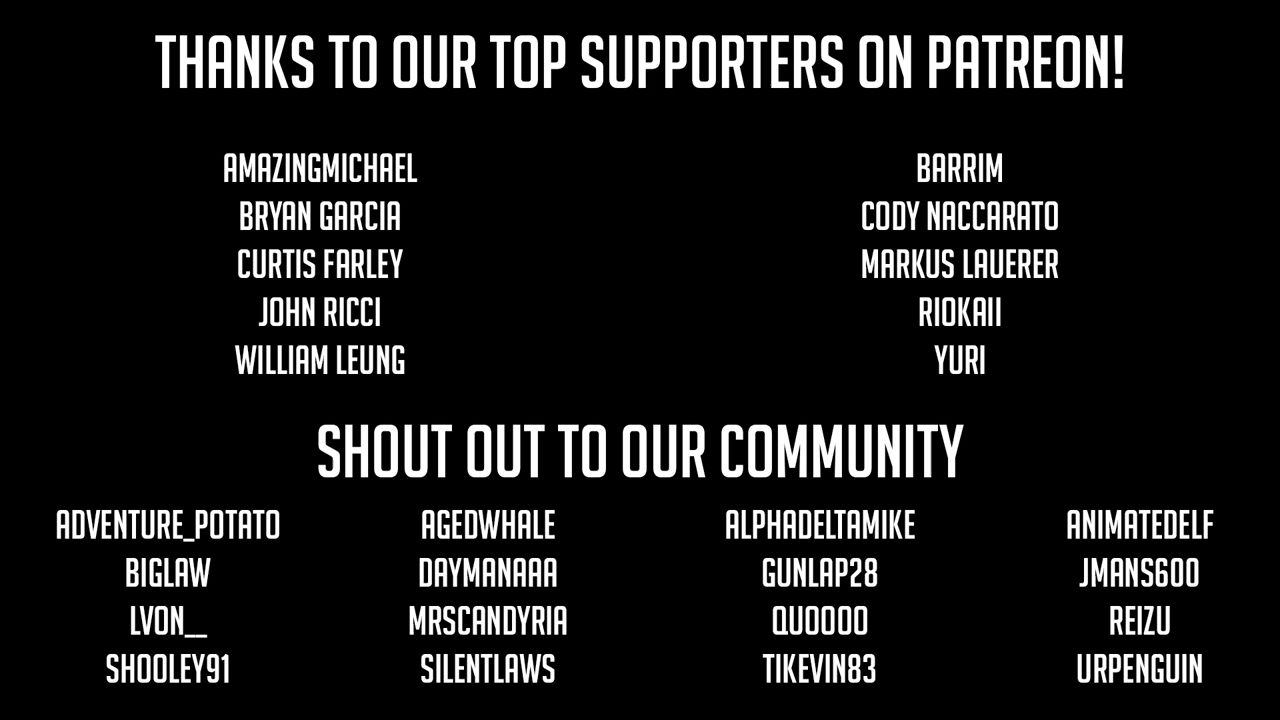 THANKS TO OUR TOP SUPPORTERS ON PATREON!
AMAZINGMICHAEL
BARRIM
BRYAN GARCIA
CODY NACCARATO
CURTIS FARLEY
MARKUS LAUERER
JOHN RICCI
RIOKAII
WILLIAM LEUNG
YURI
SHOUT OUT TO OUR COMMUNITY
ADVENTURE_POTATO
AGEDWHALE
ALPHADELTAMIKE
ANIMATEDELF
BIGLAW
DAYMANAAA
GUNLAP28
JMANS600
LVON__
MRSCANDYRIA
QUOOOO
REIZU
SHOOLEY91
SILENTLAWS
TIKEVIN83
URPENGUIN